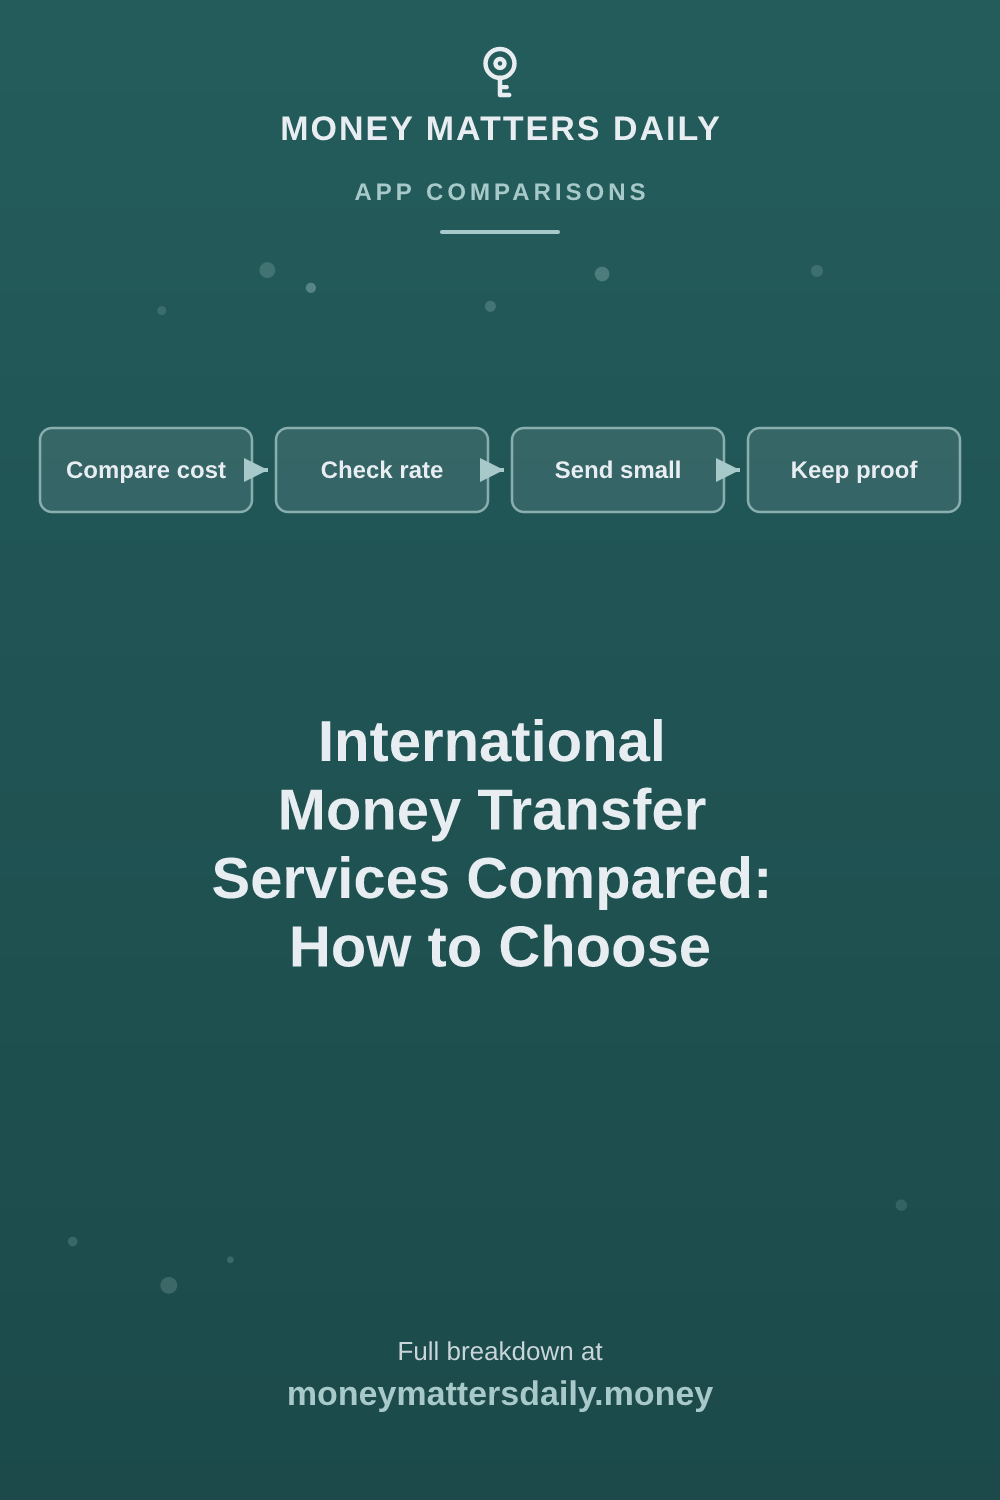 MONEY MATTERS DAILY
APP COMPARISONS
Compare cost
Check rate
Send small
Keep proof
International
Money Transfer
Services Compared:
How to Choose
Full breakdown at
moneymattersdaily.money